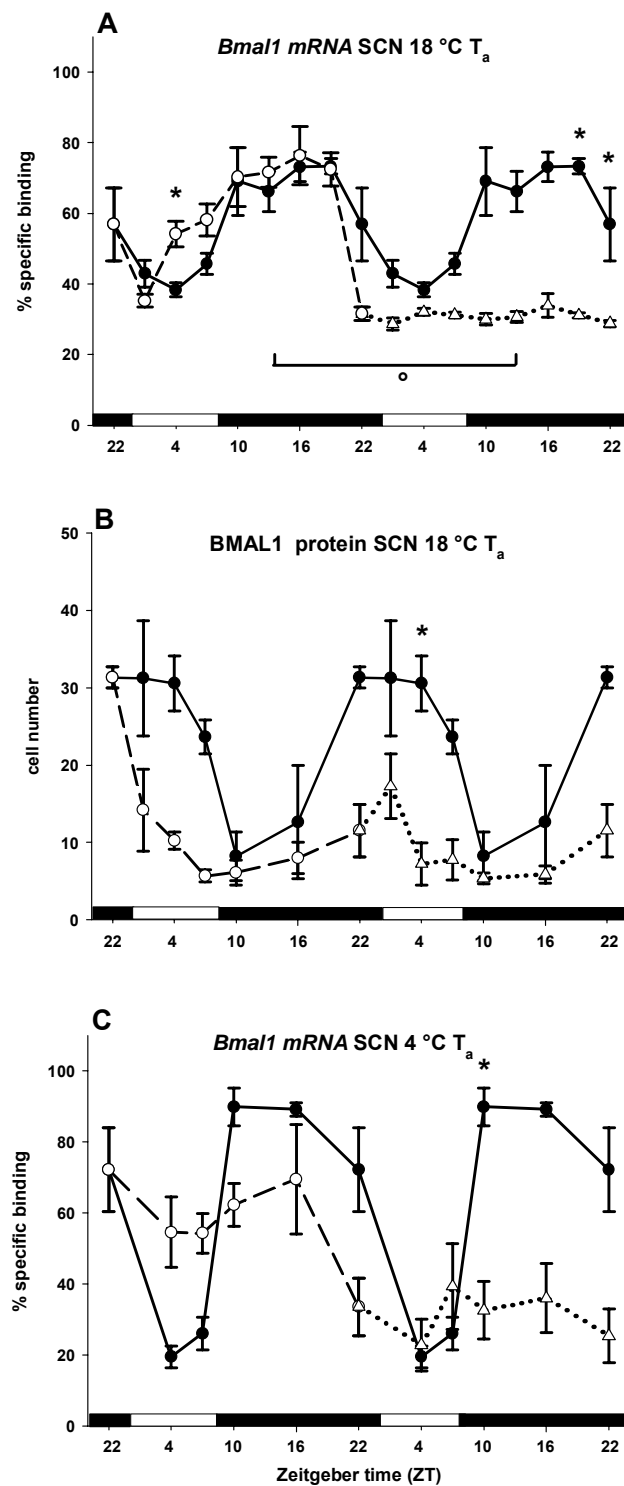 A
Bmal1 mRNA SCN 18 °C Ta
*
*
*
% specific binding
100
80
60
40
20
0
22 4 10 16 22 4 10 16 22
B
BMAL1 protein SCN 18 °C Ta
*
cell number
50
40
30
20
10
0
22 4 10 16 22 4 10 16 22
C
Bmal1 mRNA SCN 4 °C Ta
*
% specific binding
100
80
60
40
20
0
22 4 10 16 22 4 10 16 22
Zeitgeber time (ZT)